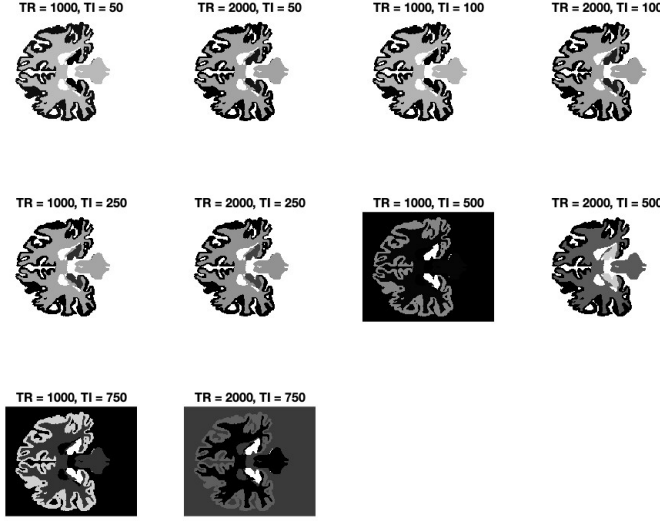 TR = 1000, TI = 50
TR = 2000, TI = 50
TR = 1000, TI = 100
TR = 2000, TI = 100
TR = 1000, TI = 250
TR = 2000, TI = 250
TR = 1000, TI = 500
TR = 2000, TI = 500
TR = 1000, TI = 750
TR = 2000, TI = 750